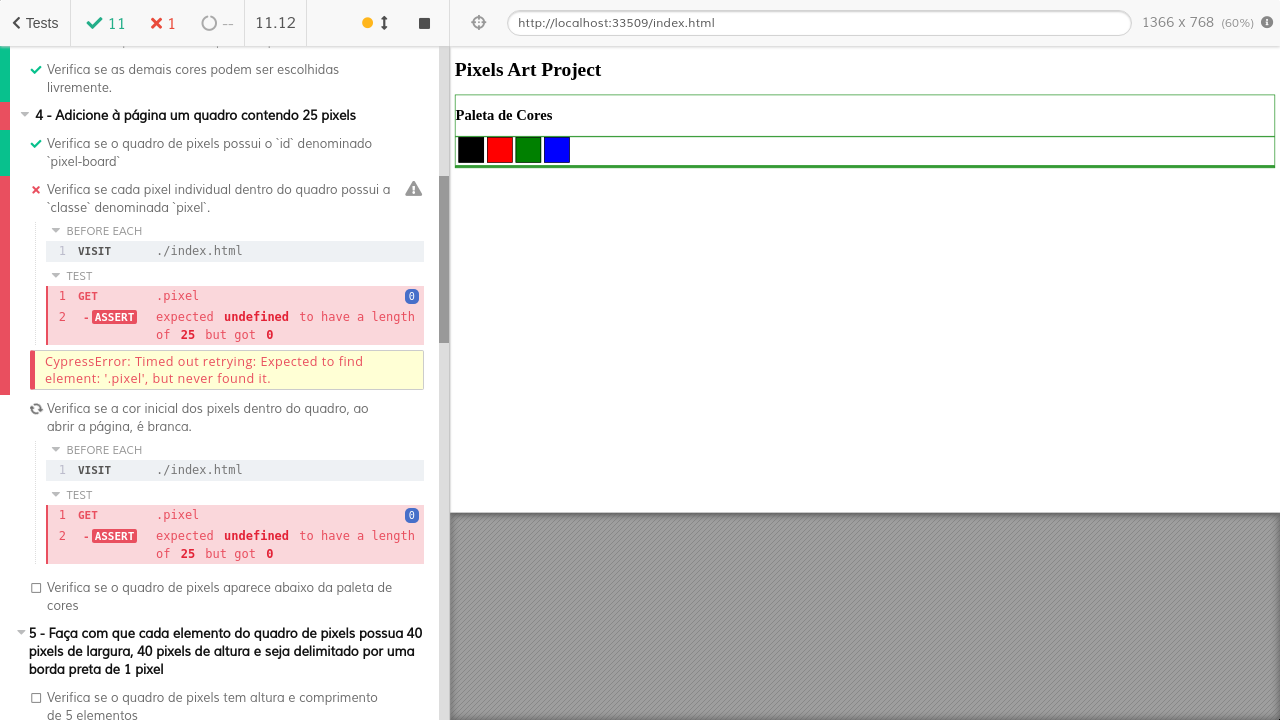 Tests
11
1
--
11.12
http://localhost:33509/index.html
1366 x 768 (60%)
Verifica se as demais cores podem ser escolhidas
livremente.
4 - Adicione à página um quadro contendo 25 pixels
Verifica se o quadro de pixels possui o `id` denominado
`pixel-board`
Verifica se cada pixel individual dentro do quadro possui a
`classe` denominada `pixel`.
BEFORE EACH
1 VISIT ./index.html
TEST
1 GET .pixel 0
2 -ASSERT expected undefined to have a length
of 25 but got 0
CypressError: Timed out retrying: Expected to find
element: '.pixel', but never found it.
Verifica se a cor inicial dos pixels dentro do quadro, ao
abrir a página, é branca.
BEFORE EACH
1 VISIT ./index.html
TEST
1 GET .pixel 0
2 -ASSERT expected undefined to have a length
of 25 but got 0
Verifica se o quadro de pixels aparece abaixo da paleta de
cores
5 - Faça com que cada elemento do quadro de pixels possua 40
pixels de largura, 40 pixels de altura e seja delimitado por uma
borda preta de 1 pixel
Verifica se o quadro de pixels tem altura e comprimento
de 5 elementos
Pixels Art Project
Paleta de Cores